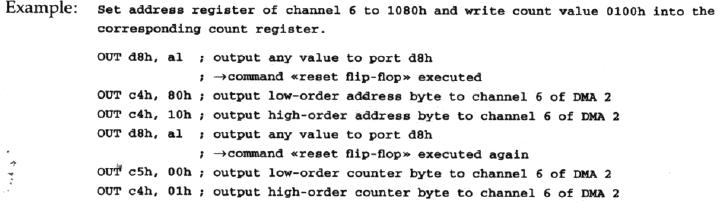 Example: Set address register of channel 6 to 1080h and write count value 0100h into the
corresponding count register.
OUT d8h, al ; output any value to port d8h
; →command «reset flip-flop» executed
OUT c4h, 80h ; output low-order address byte to channel 6 of DMA 2
OUT c4h, 10h ; output high-order address byte to channel 6 of DMA 2
OUT d8h, al ; output any value to port d8h
; →command «reset flip-flop» executed again
OUT c5h, 00h ; output low-order counter byte to channel 6 of DMA 2
OUT c4h, 01h ; output high-order counter byte to channel 6 of DMA 2